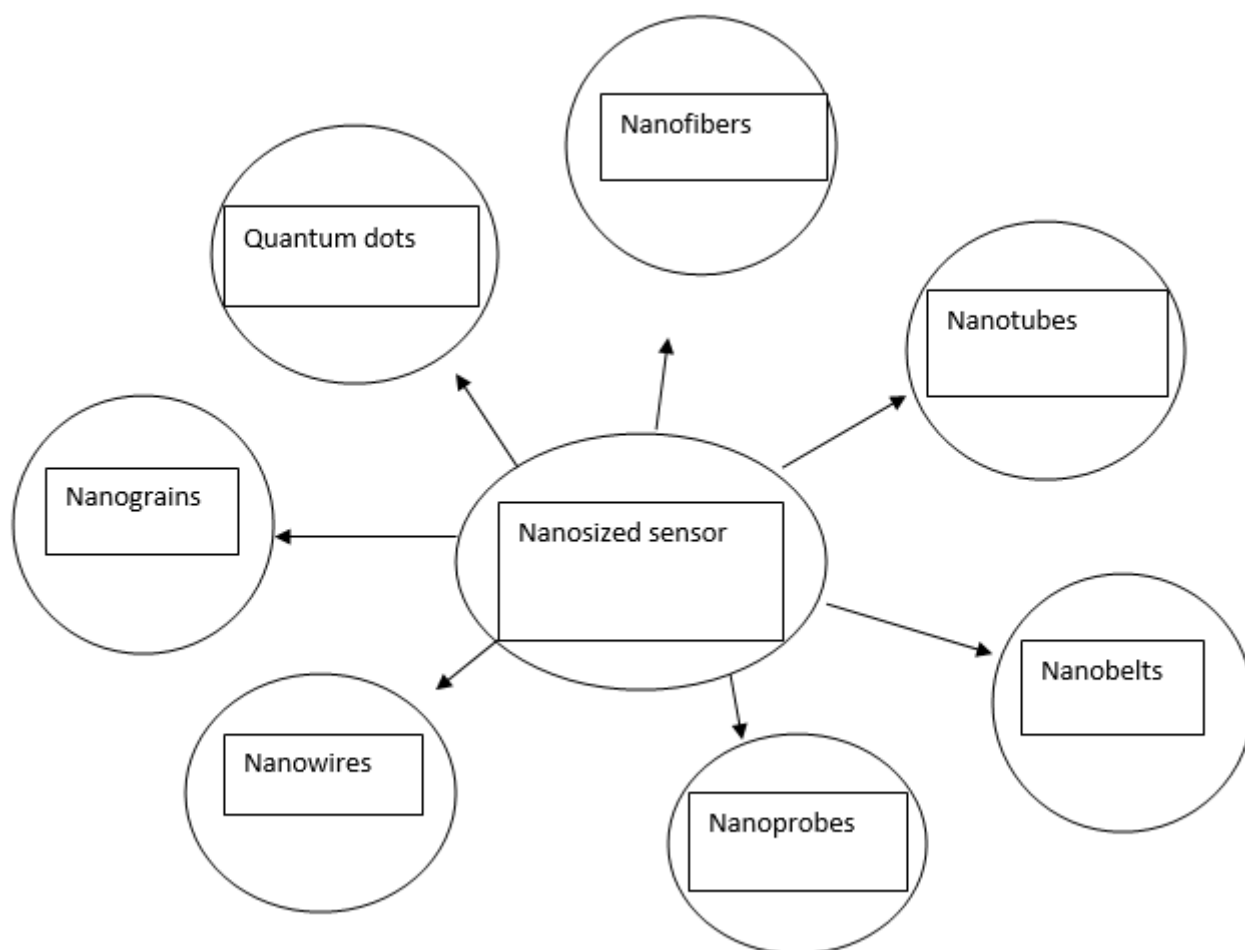 Nanofibers
Quantum dots
Nanotubes
Nanograins
Nanosized sensor
Nanobelts
Nanowires
Nanoprobes